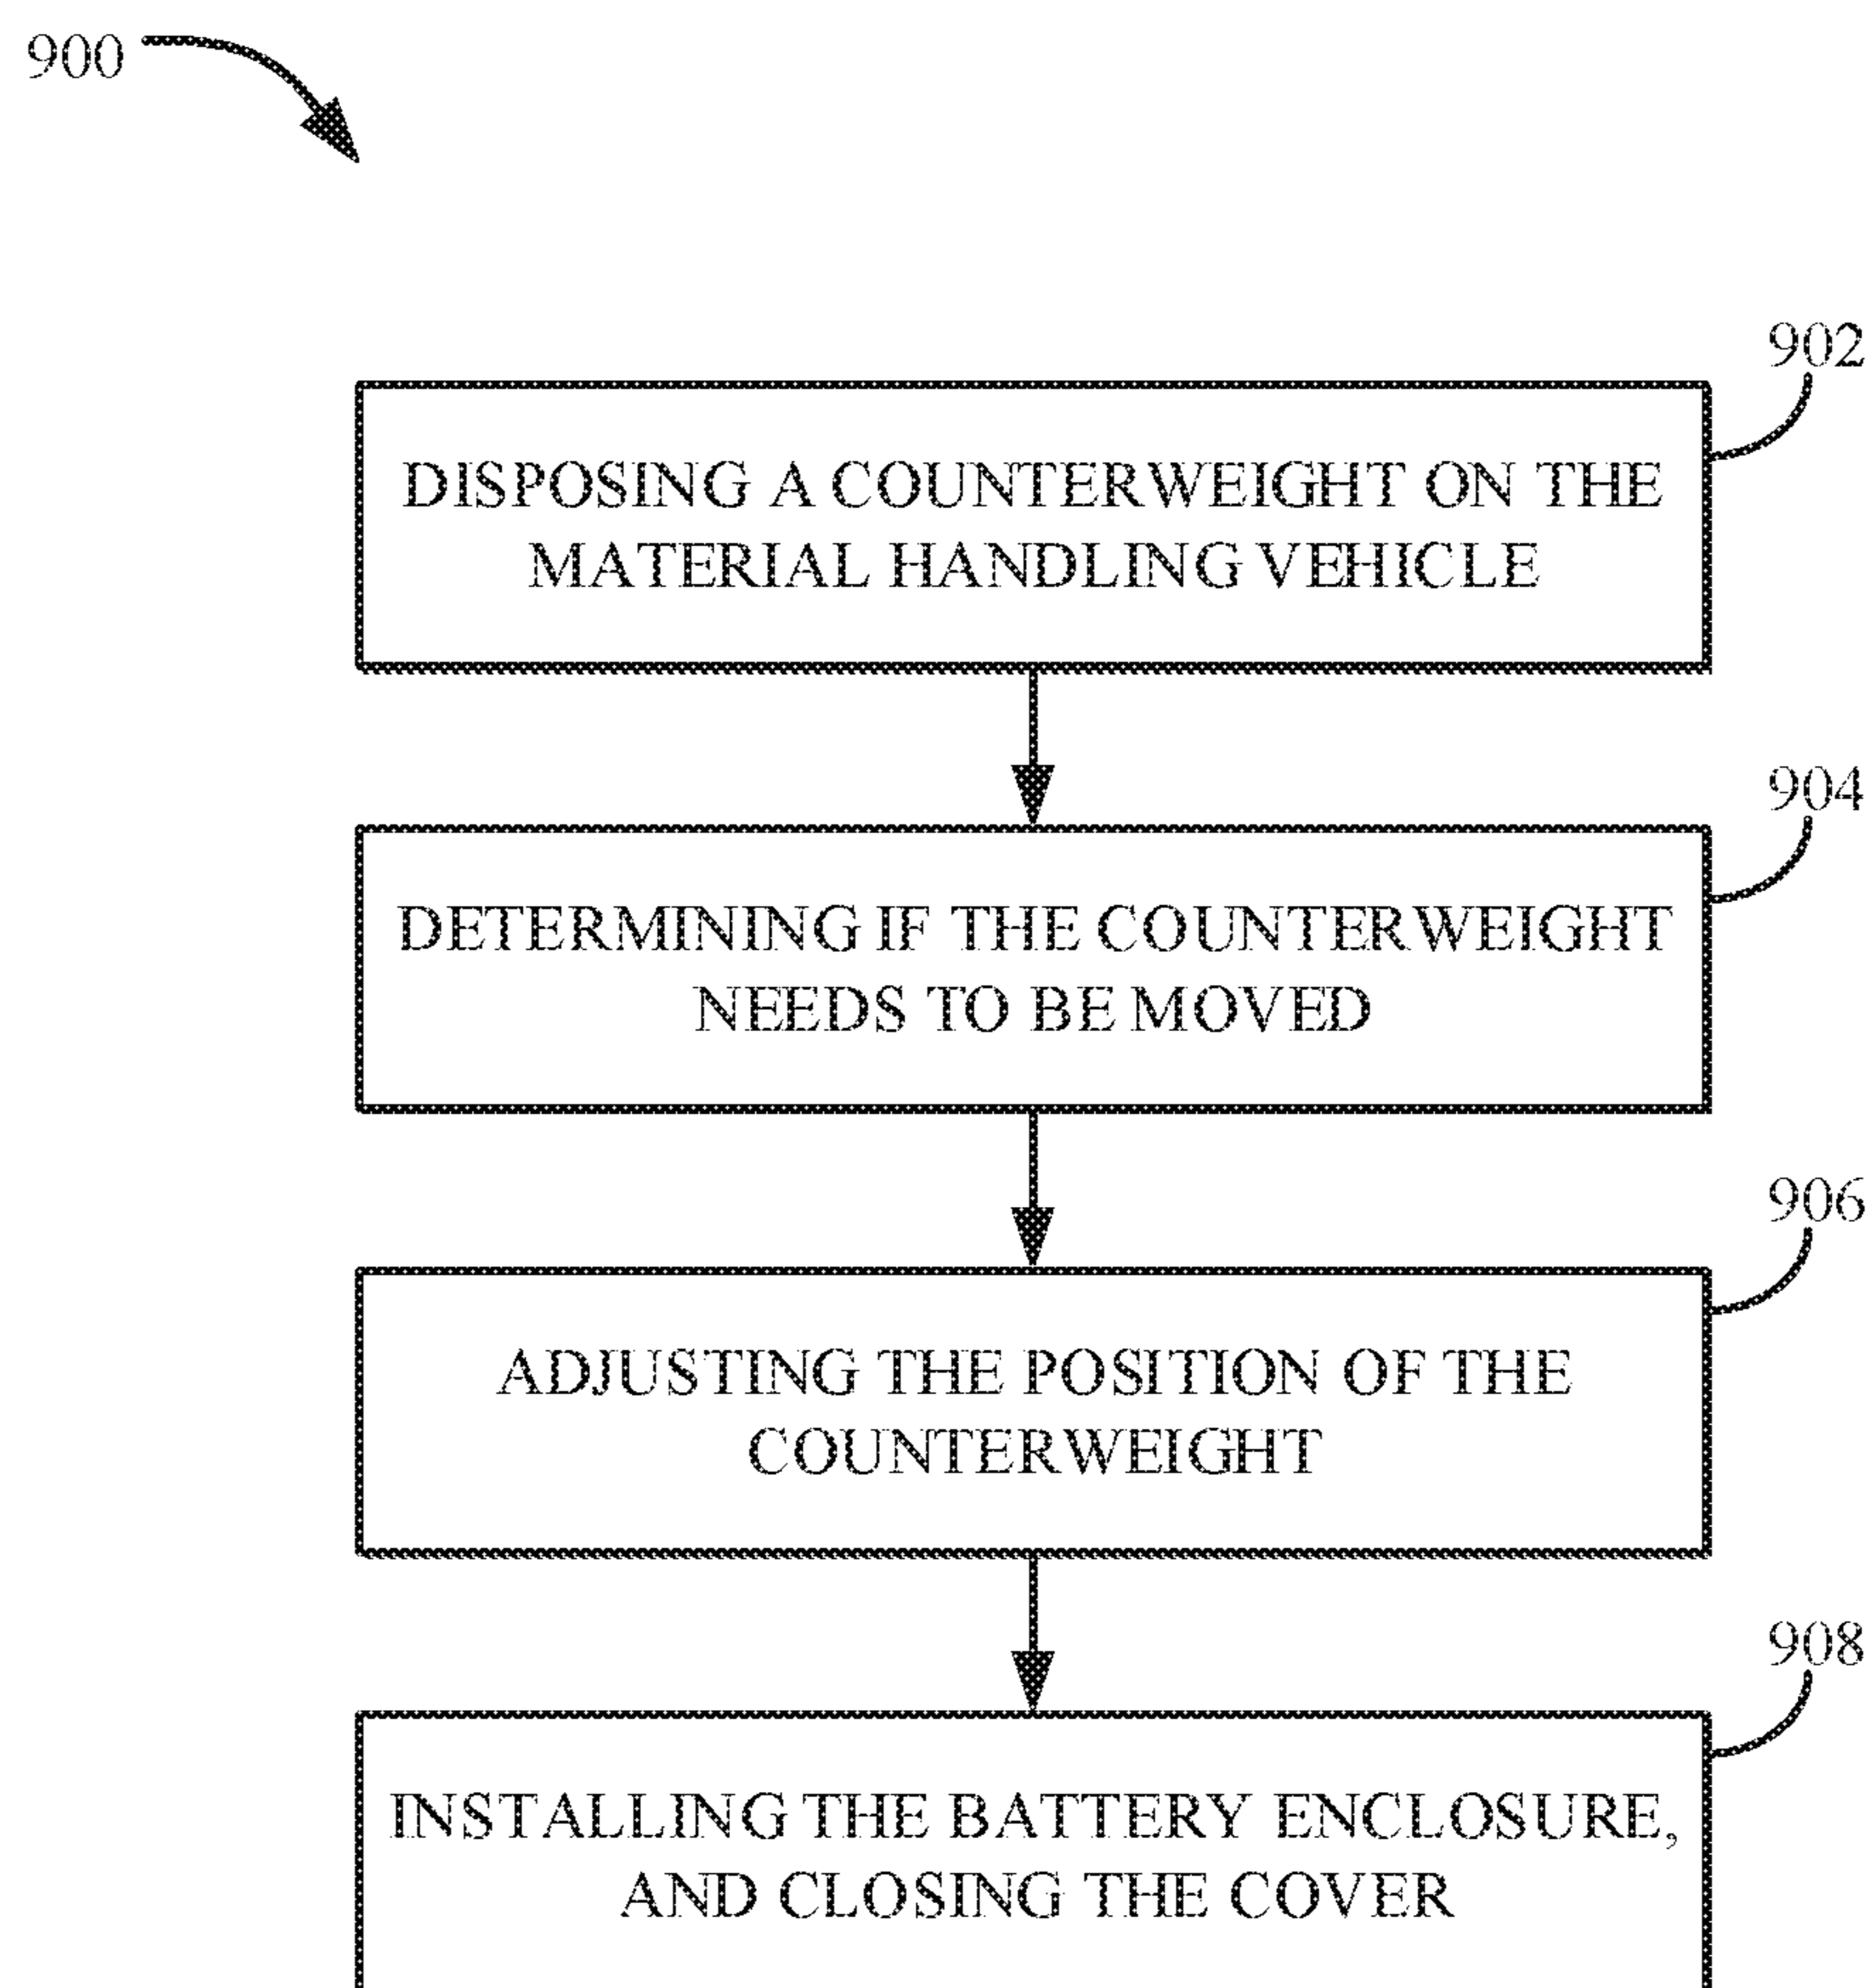 900
902
DISPOSING A COUNTERWEIGHT ON THE
MATERIAL HANDLING VEHICLE
904
DETERMINING IF THE COUNTERWEIGHT
NEEDS TO BE MOVED
906
ADJUSTING THE POSITION OF THE
COUNTERWEIGHT
908
INSTALLING THE BATTERY ENCLOSURE,
AND CLOSING THE COVER